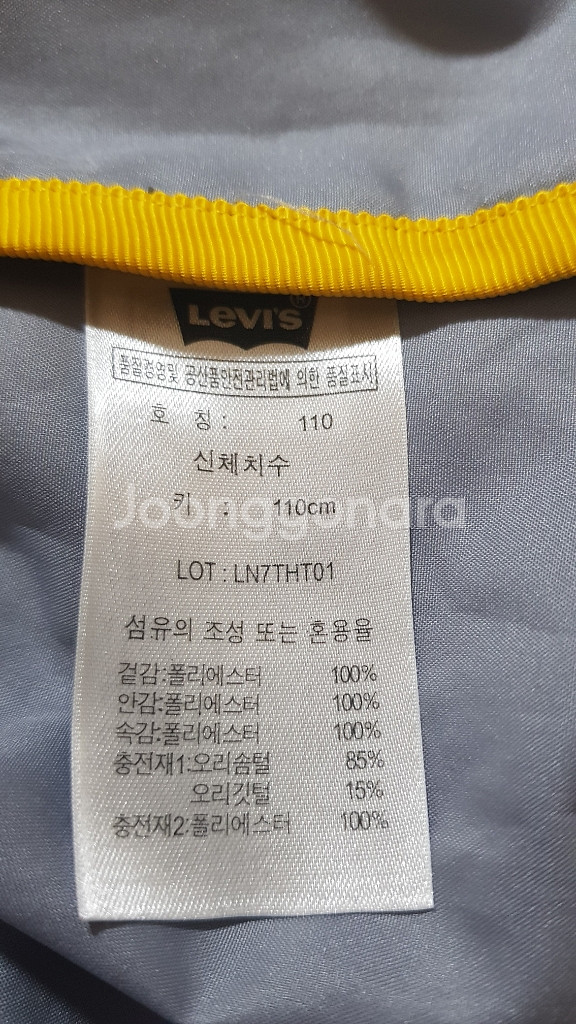 Levi's®
품질경영및 공산품안전관리법에 의한 품질표시
호 칭 : 110
신체치수
키 : 110cm
Joonggonara
LOT : LN7THT01
섬유의 조성 또는 혼용율
겉감:폴리에스터 100%
안감:폴리에스터 100%
속감:폴리에스터 100%
충전재1:오리솜털 85%
오리깃털 15%
충전재2:폴리에스터 100%